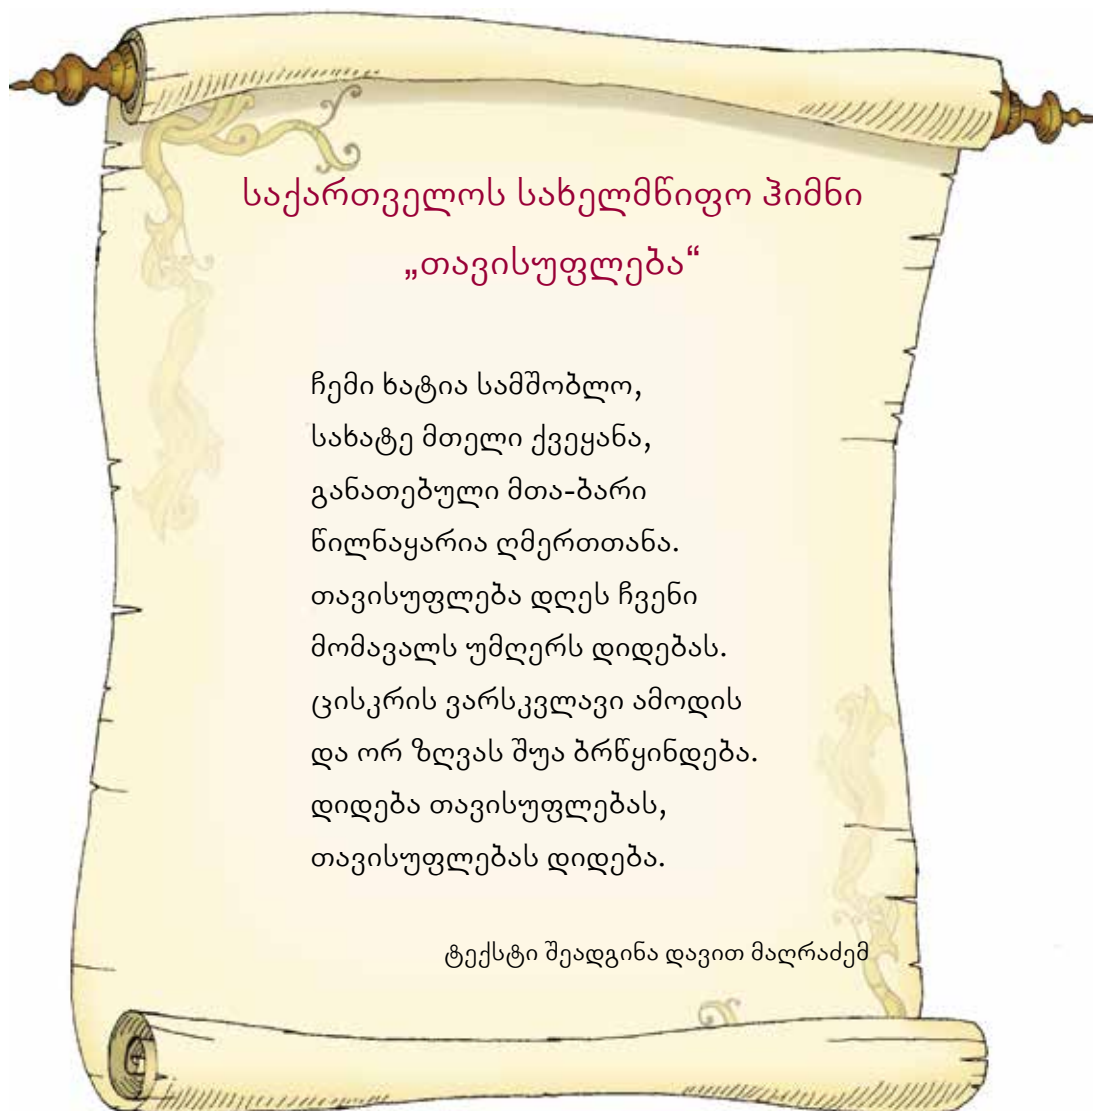 საქართველოს სახელმწიფო ჰიმნი
„თავისუფლება“
ჩემი ხატია სამშობლო,
სახატე მთელი ქვეყანა,
განათებული მთა-ბარი
წილნაყარია ღმერთთანა.
თავისუფლება დღეს ჩვენი
მომავალს უმღერს დიდებას.
ცისკრის ვარსკვლავი ამოდის
და ორ ზღვას შუა ბრწყინდება.
დიდება თავისუფლებას,
თავისუფლებას დიდება.
ტექსტი შეადგინა დავით მაღრაძემ